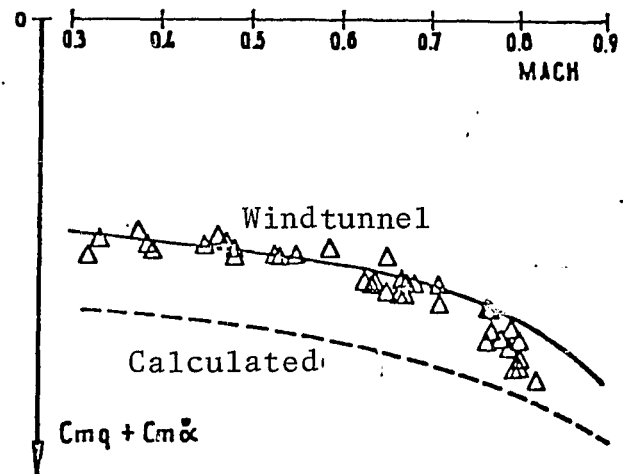 0
0.3 0.4 0.5 0.6 0.7 0.8 0.9
MACH
Windtunnel
Calculated
Cmq + Cmα̇